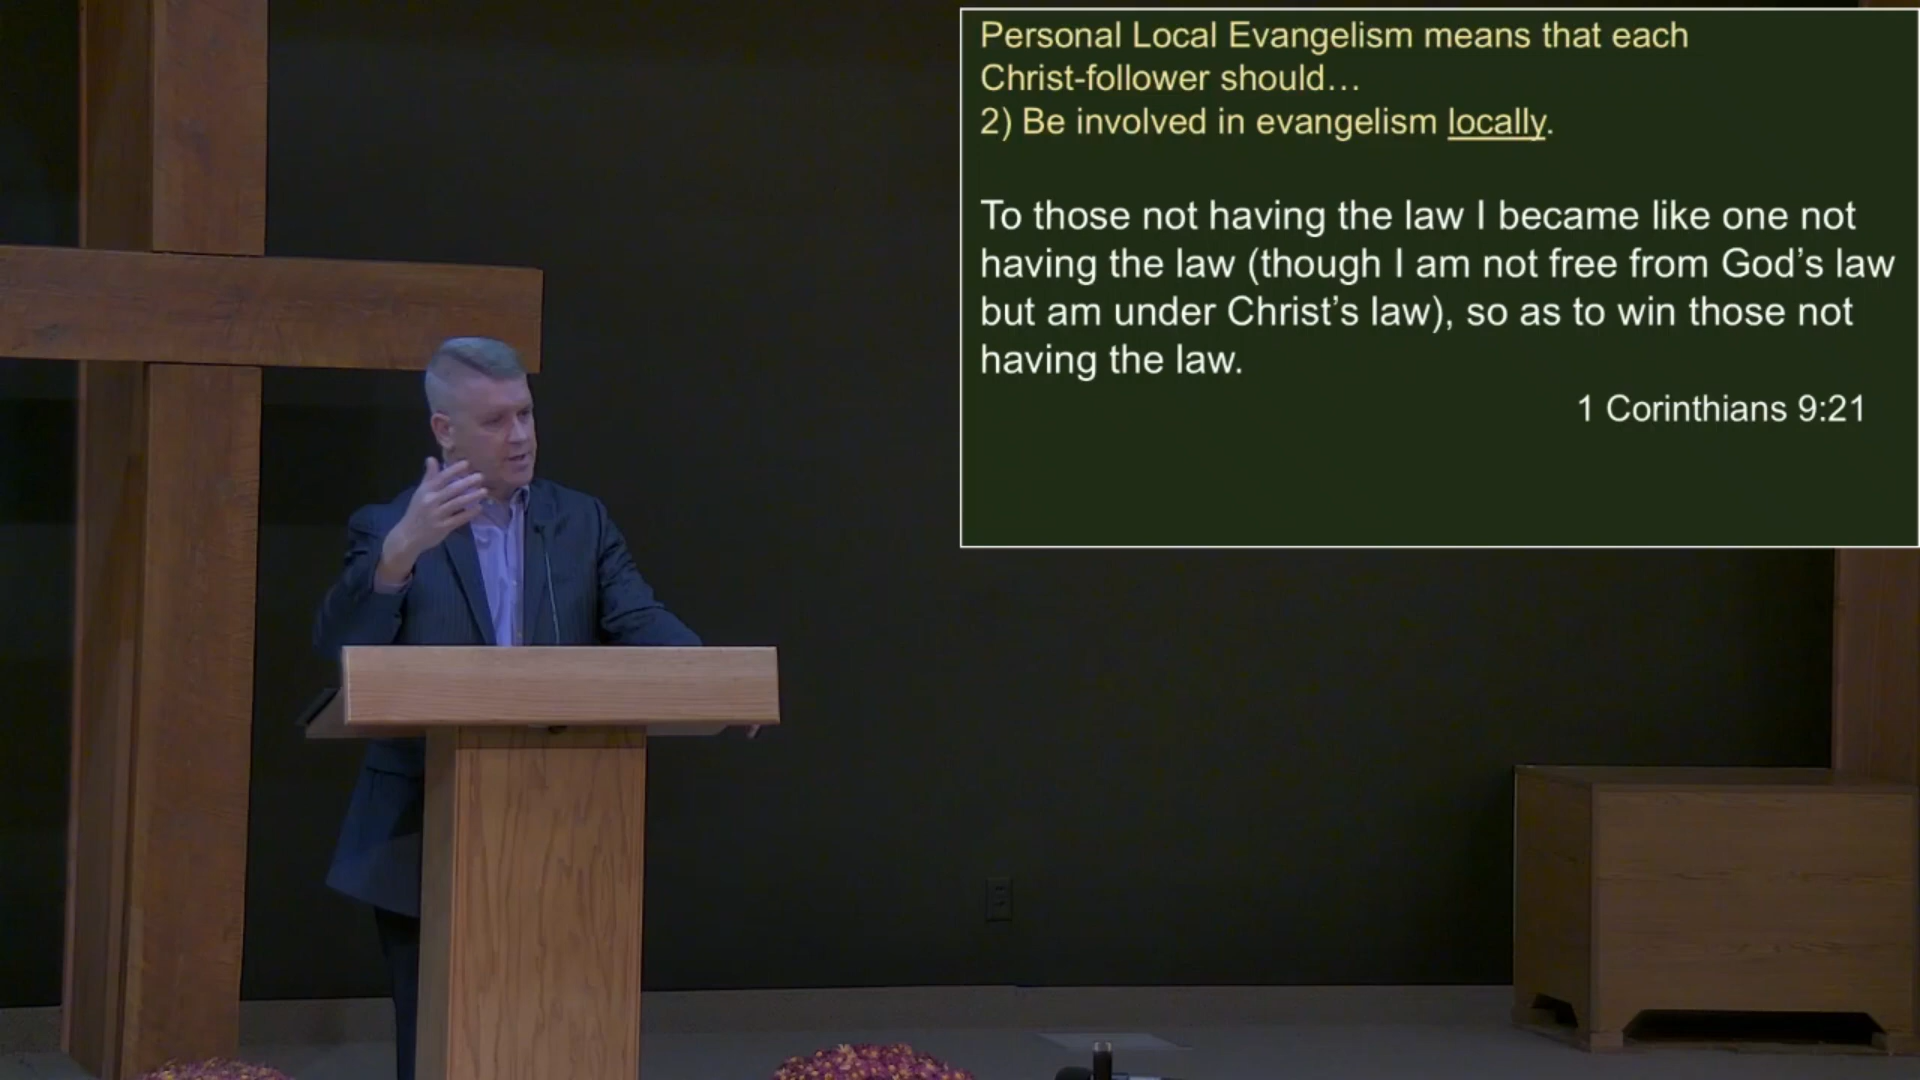 Personal Local Evangelism means that each
Christ-follower should…
2) Be involved in evangelism locally.
To those not having the law I became like one not
having the law (though I am not free from God’s law
but am under Christ’s law), so as to win those not
having the law.
1 Corinthians 9:21